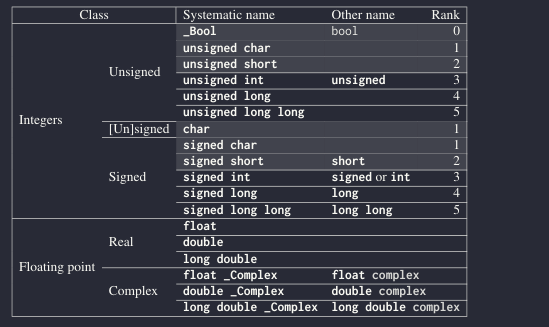 Class Systematic name Other name Rank
_Bool bool 0
unsigned char 1
Unsigned unsigned short 2
unsigned int unsigned 3
unsigned long 4
unsigned long long 5
Integers [Un]signed char 1
signed char 1
signed short short 2
Signed signed int signed or int 3
signed long long 4
signed long long long long 5
float
Real double
long double
Floating point float _Complex float complex
Complex double _Complex double complex
long double _Complex long double complex